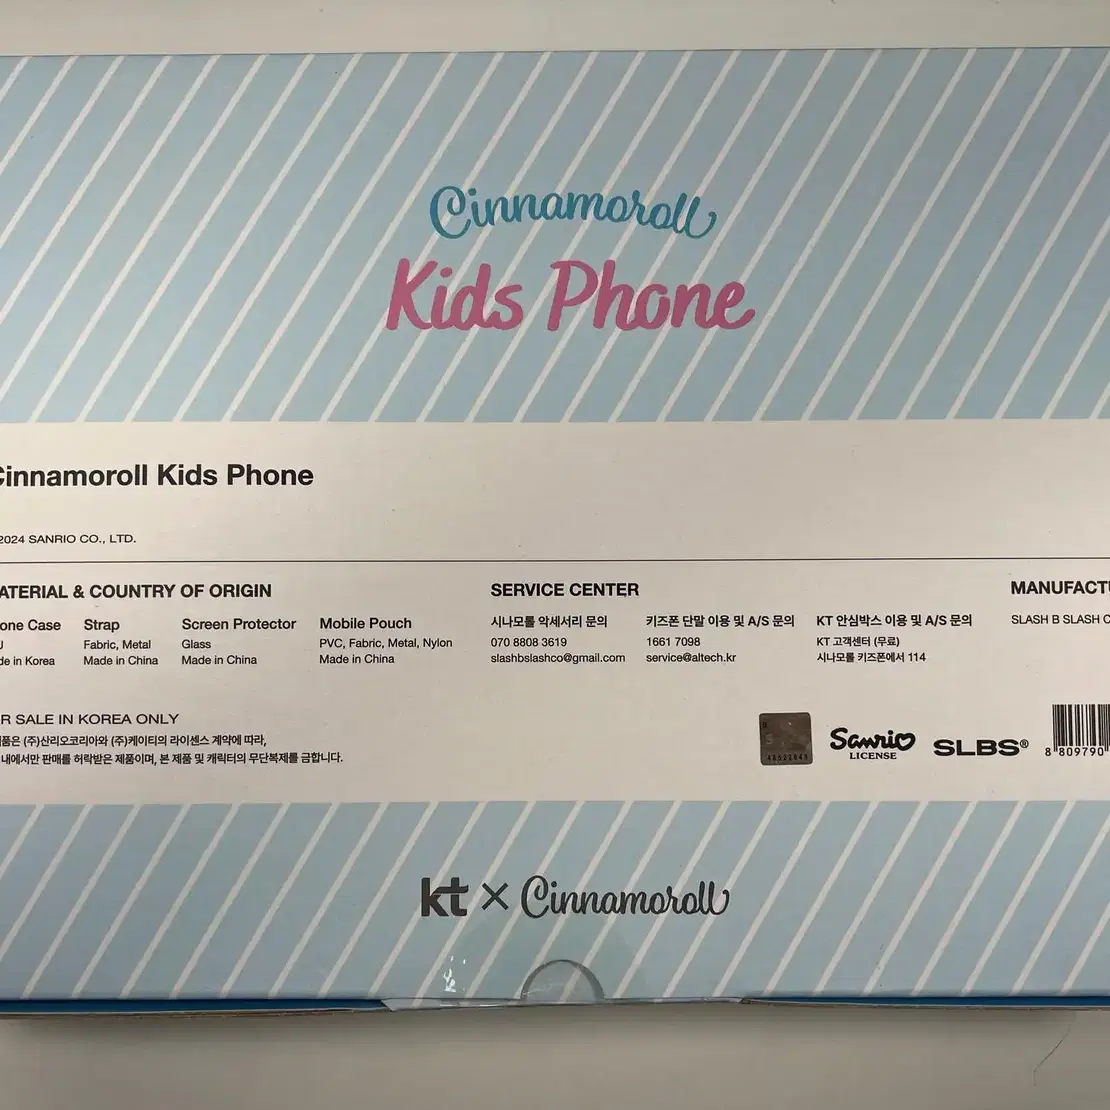 Cinnamoroll
Kids Phone
Cinnamoroll Kids Phone
2024 SANRIO CO., LTD.
MATERIAL & COUNTRY OF ORIGIN
Phone Case
Made in Korea
Strap
Fabric, Metal
Made in China
Screen Protector
Glass
Made in China
Mobile Pouch
PVC, Fabric, Metal, Nylon
Made in China
SERVICE CENTER
시나모롤 악세서리 문의
070 8808 3619
slashbslashco@gmail.com
키즈폰 단말 이용 및 A/S 문의
1661 7098
service@altech.kr
KT 안심박스 이용 및 A/S 문의
KT 고객센터 (무료)
시나모롤 키즈폰에서 114
MANUFACTU
SLASH B SLASH C
FOR SALE IN KOREA ONLY
제품은 (주)산리오코리아와 (주)케이티의 라이센스 계약에 따라,
내에서만 판매를 허락받은 제품이며, 본 제품 및 캐릭터의 무단복제를 금합니다.
Sanrio
LICENSE
SLBS®
8 809790
kt × Cinnamoroll